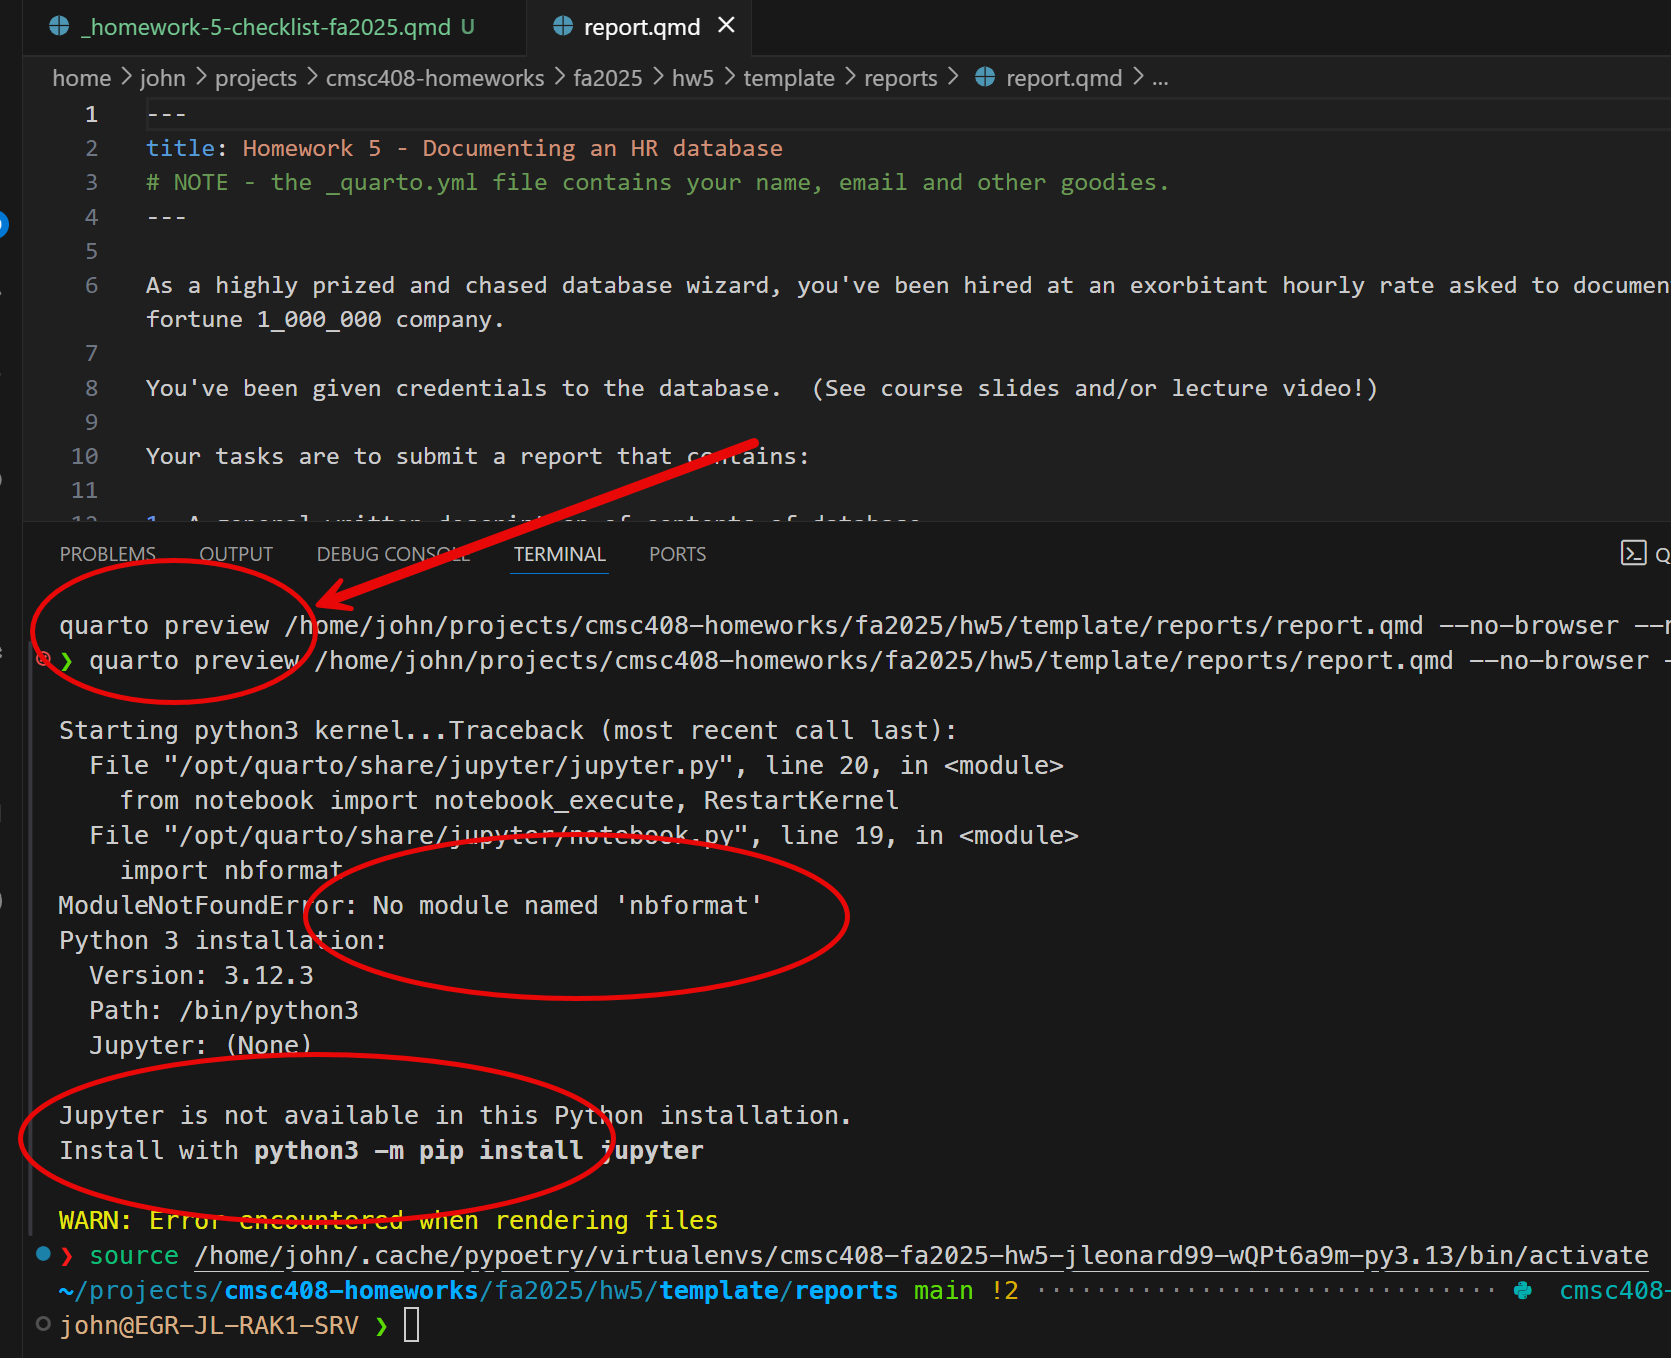 _homework-5-checklist-fa2025.qmd U report.qmd
home > john > projects > cmsc408-homeworks > fa2025 > hw5 > template > reports > report.qmd > ...
1 ---
2 title: Homework 5 - Documenting an HR database
3 # NOTE - the _quarto.yml file contains your name, email and other goodies.
4 ---
5
6 As a highly prized and chased database wizard, you've been hired at an exorbitant hourly rate asked to documen
fortune 1_000_000 company.
7
8 You've been given credentials to the database.  (See course slides and/or lecture video!)
9
10 Your tasks are to submit a report that contains:
11
12 1. A general written description of contents of database
PROBLEMS OUTPUT DEBUG CONSOLE TERMINAL PORTS
quarto preview /home/john/projects/cmsc408-homeworks/fa2025/hw5/template/reports/report.qmd --no-browser --
❯ quarto preview /home/john/projects/cmsc408-homeworks/fa2025/hw5/template/reports/report.qmd --no-browser -
Starting python3 kernel...Traceback (most recent call last):
File "/opt/quarto/share/jupyter/jupyter.py", line 20, in <module>
from notebook import notebook_execute, RestartKernel
File "/opt/quarto/share/jupyter/notebook.py", line 19, in <module>
import nbformat
ModuleNotFoundError: No module named 'nbformat'
Python 3 installation:
Version: 3.12.3
Path: /bin/python3
Jupyter: (None)
Jupyter is not available in this Python installation.
Install with python3 -m pip install jupyter
WARN: Error encountered when rendering files
❯ source /home/john/.cache/pypoetry/virtualenvs/cmsc408-fa2025-hw5-jleonard99-wQPt6a9m-py3.13/bin/activate
~/projects/cmsc408-homeworks/fa2025/hw5/template/reports main !2 ······························· cmsc408-
john@EGR-JL-RAK1-SRV ❯